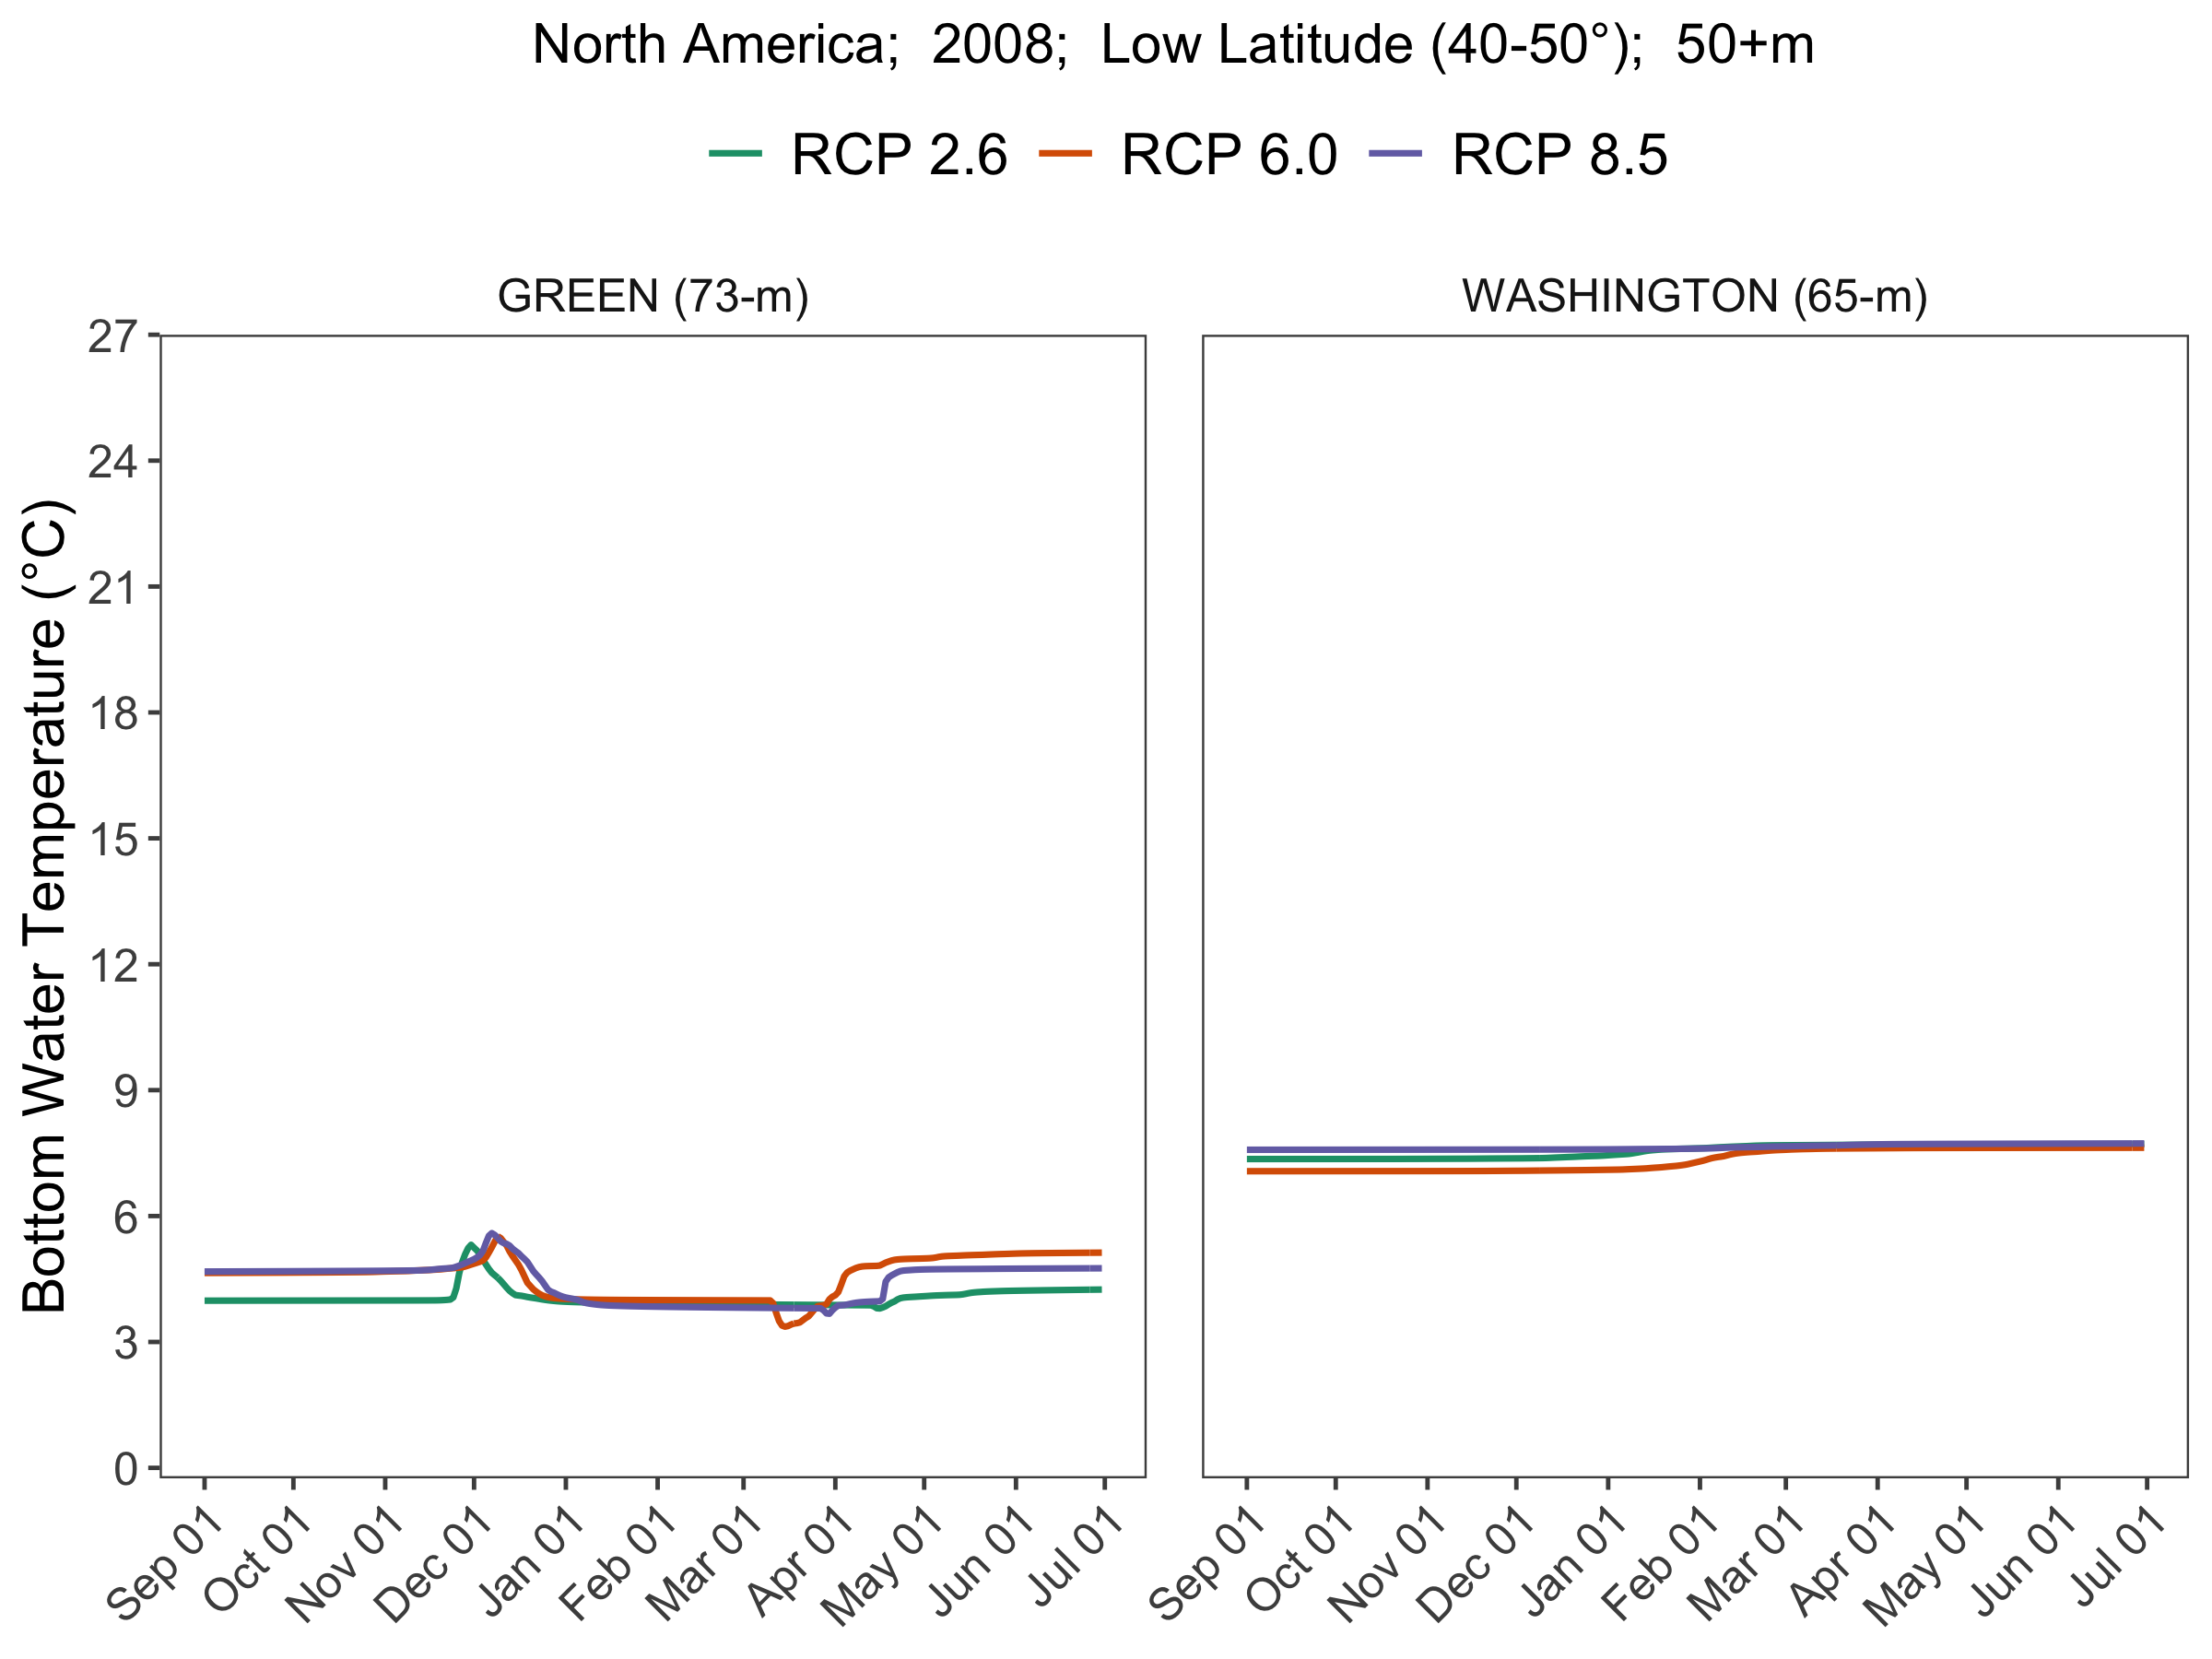 North America;  2008;  Low Latitude (40-50°);  50+m
RCP 2.6 RCP 6.0 RCP 8.5
GREEN (73-m) WASHINGTON (65-m)
Bottom Water Temperature (°C)
27
24
21
18
15
12
9
6
3
0
Sep 01 Oct 01 Nov 01 Dec 01 Jan 01 Feb 01 Mar 01 Apr 01 May 01 Jun 01 Jul 01 Sep 01 Oct 01 Nov 01 Dec 01 Jan 01 Feb 01 Mar 01 Apr 01 May 01 Jun 01 Jul 01